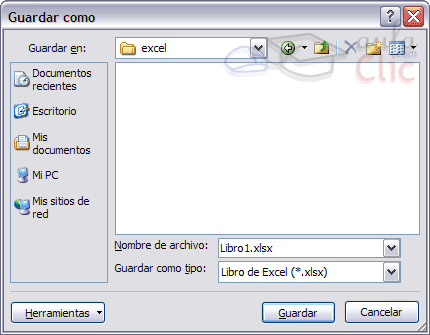 Guardar como
Guardar en:
excel
aula
Clic
.com
Documentos
recientes
Escritorio
Mis
documentos
Mi PC
Mis sitios de
red
Nombre de archivo:
Libro1.xlsx
Guardar como tipo:
Libro de Excel (*.xlsx)
Herramientas
Guardar
Cancelar